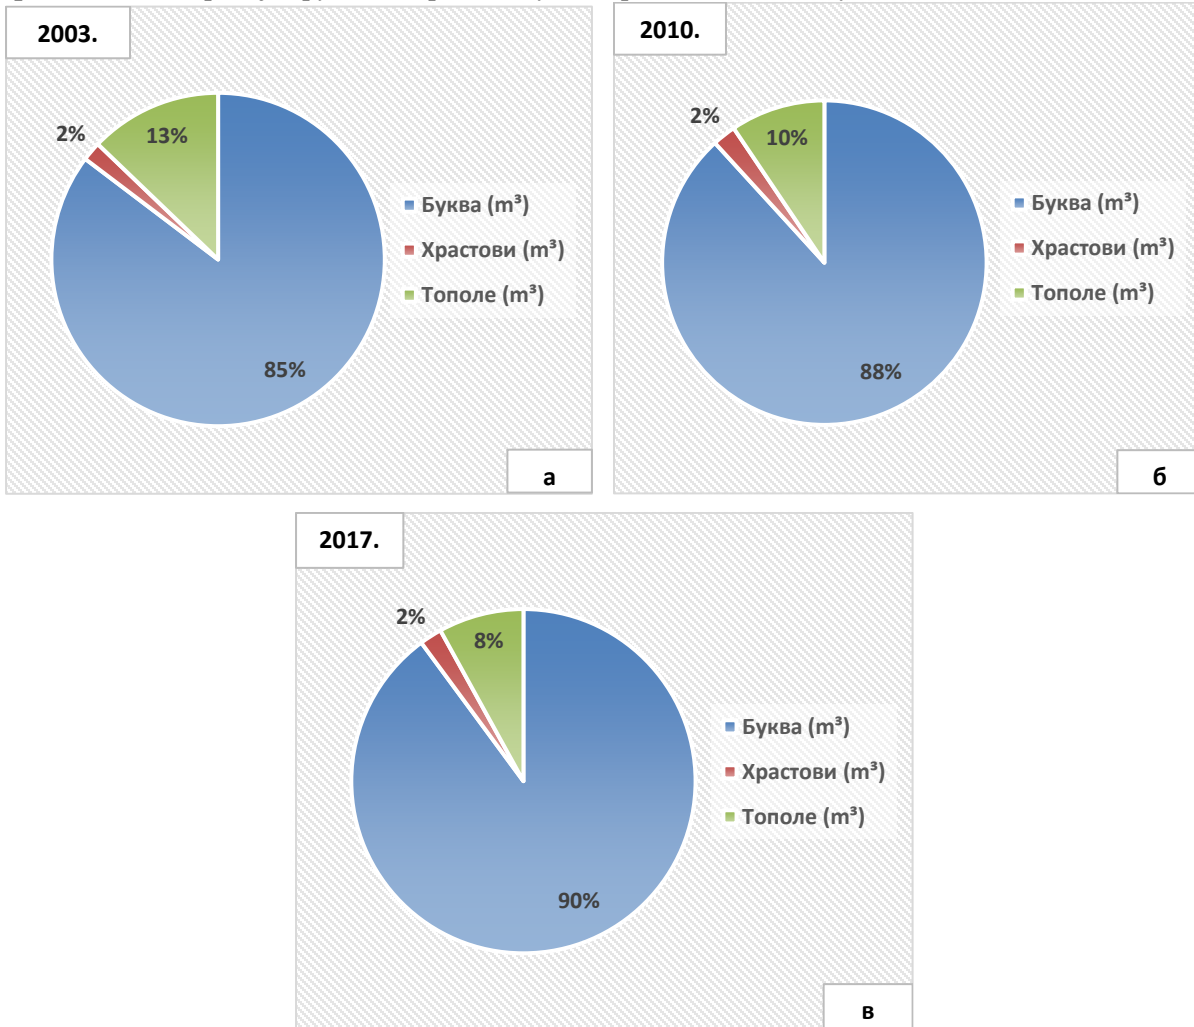 2003.
2%
13%
85%
Буква (m³)
Храстови (m³)
Тополе (m³)
а
2010.
2%
10%
88%
Буква (m³)
Храстови (m³)
Тополе (m³)
б
2017.
2%
8%
90%
Буква (m³)
Храстови (m³)
Тополе (m³)
в